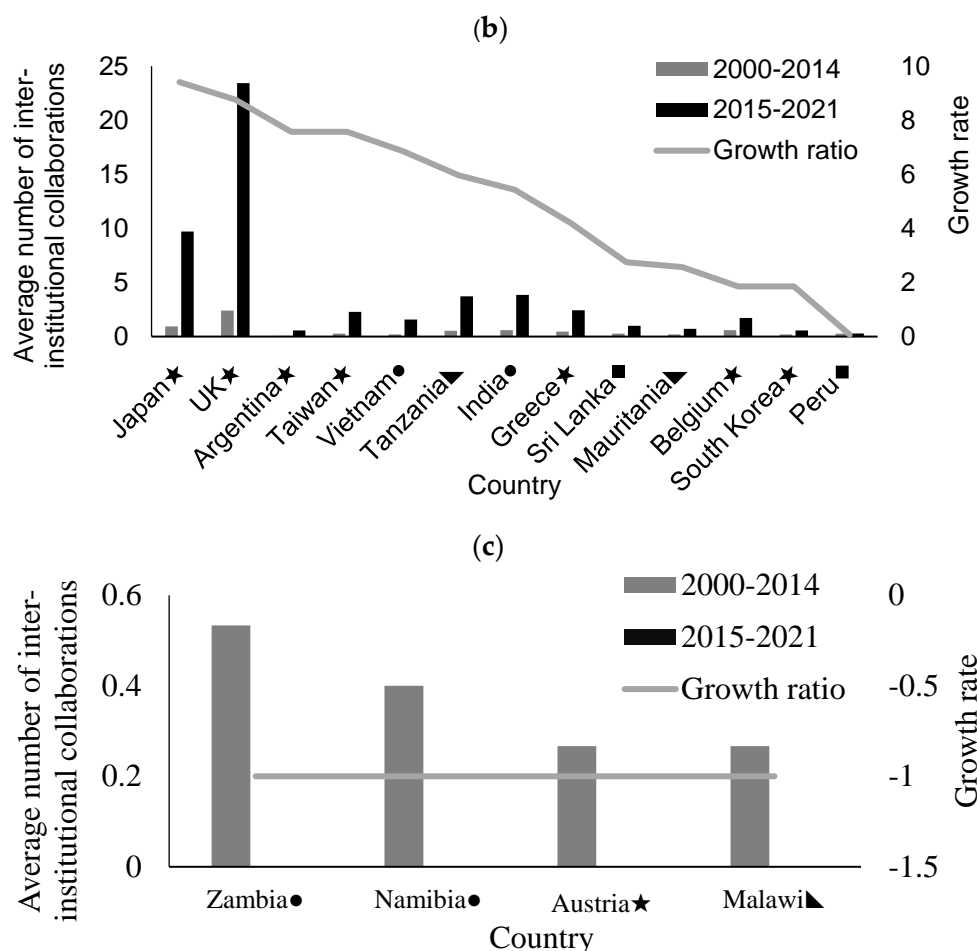 (b)
Average number of inter-
institutional collaborations
25
20
15
10
5
0
2000-2014
2015-2021
Growth ratio
10
8
6
4
2
0
Growth rate
Japan★
UK★
Argentina★
Taiwan★
Vietnam●
Tanzania◣
India●
Greece★
Sri Lanka■
Mauritania◣
Belgium★
South Korea★
Peru■
Country
(c)
Average number of inter-
institutional collaborations
0.6
0.4
0.2
0
2000-2014
2015-2021
Growth ratio
0
-0.5
-1
-1.5
Growth rate
Zambia●
Namibia●
Austria★
Malawi◣
Country